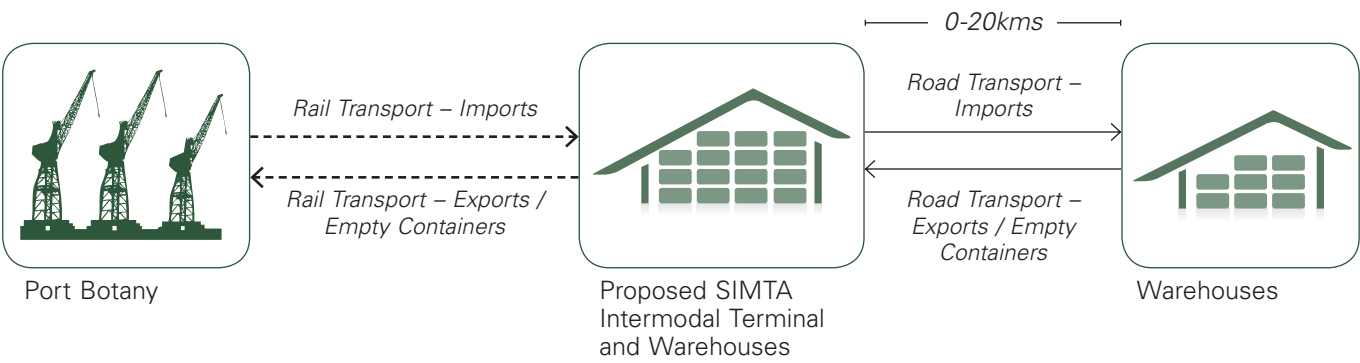 0-20kms
Rail Transport – Imports
Rail Transport – Exports /
Empty Containers
Road Transport –
Imports
Road Transport –
Exports / Empty
Containers
Port Botany
Proposed SIMTA
Intermodal Terminal
and Warehouses
Warehouses